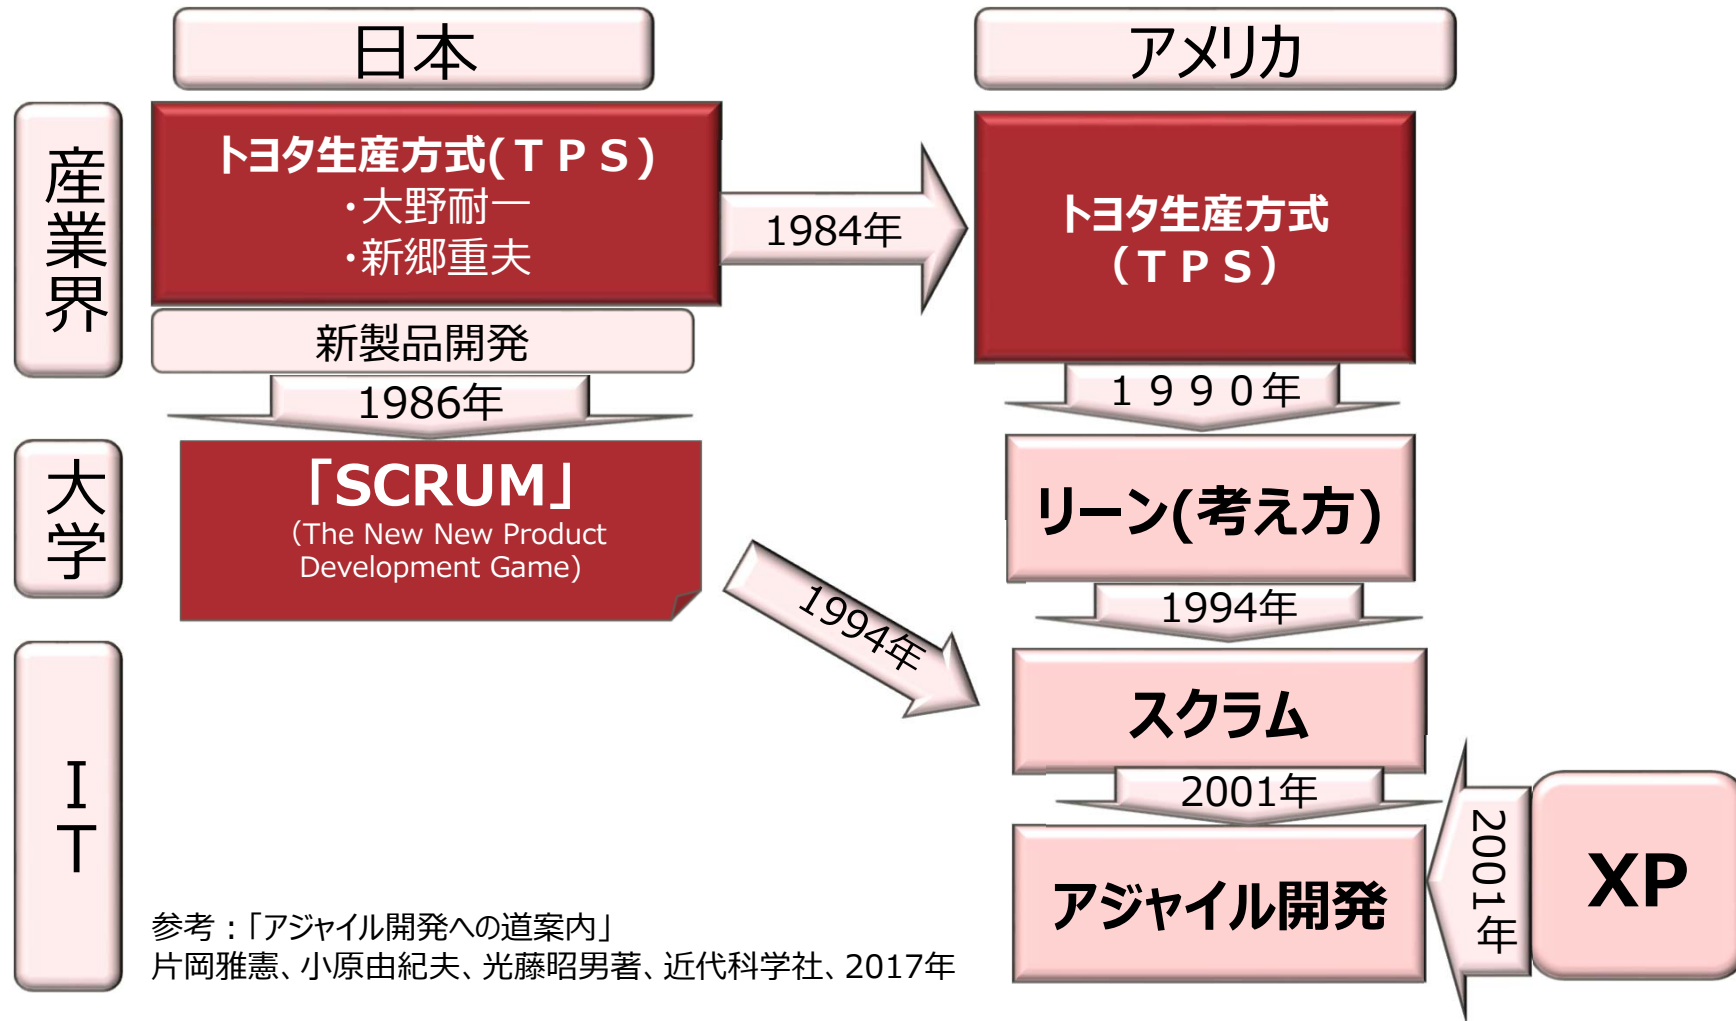 日本
アメリカ
産業界
トヨタ生産方式(ＴＰＳ)
・大野耐一
・新郷重夫
1984年
トヨタ生産方式
（ＴＰＳ）
新製品開発
1986年
１９９０年
大学
「SCRUM」
（The New New Product
Development Game)
リーン(考え方)
1994年
1994年
スクラム
IT
2001年
2001年
XP
アジャイル開発
参考：「アジャイル開発への道案内」
片岡雅憲、小原由紀夫、光藤昭男著、近代科学社、2017年